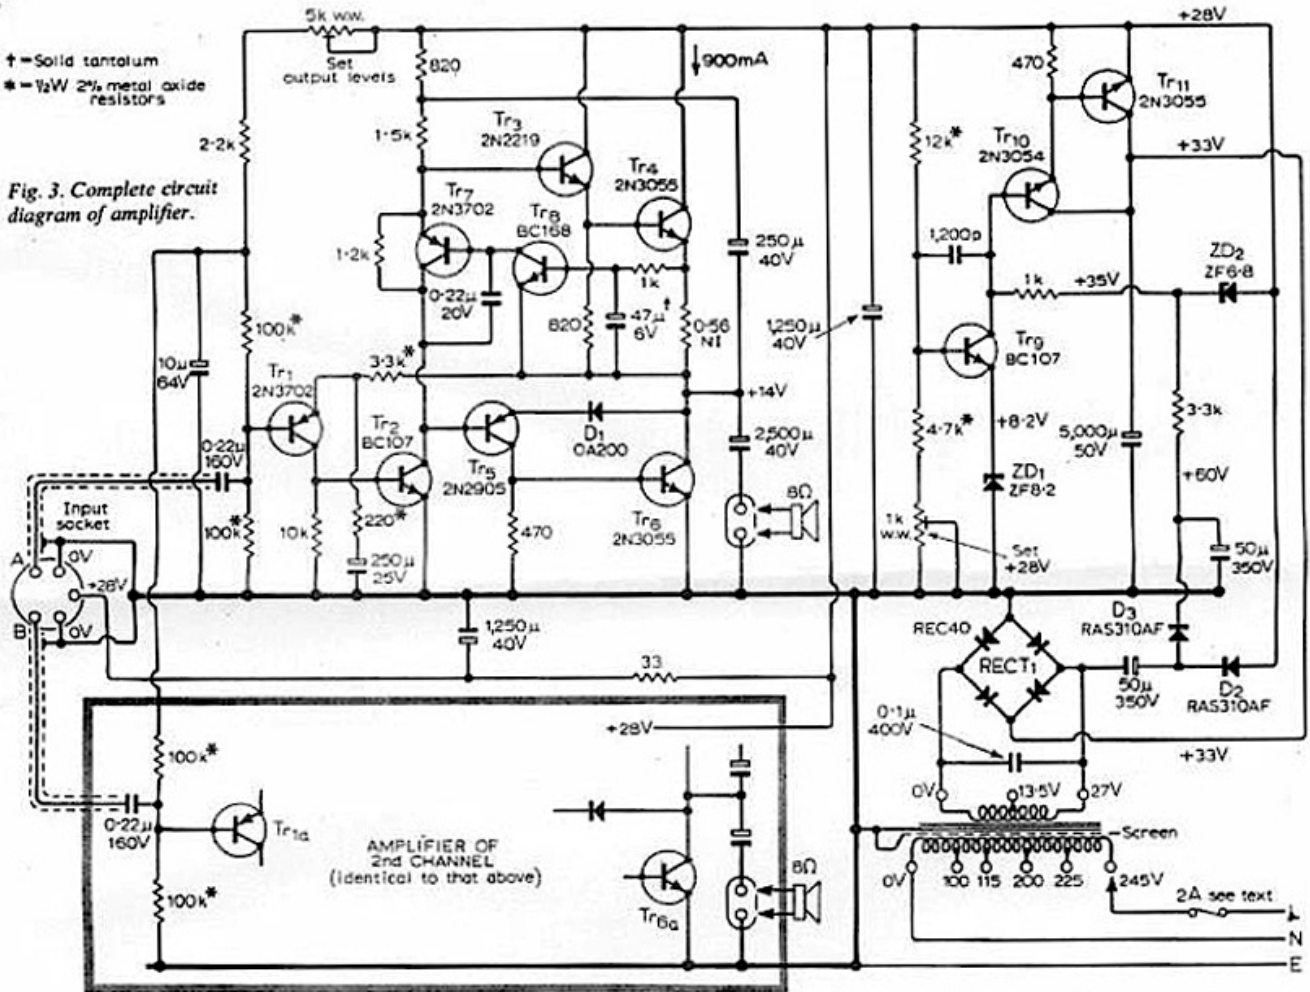 5k w.w.
Set
output levels
† = Solid tantalum
* = ½W 2% metal oxide
resistors
Fig. 3. Complete circuit
diagram of amplifier.
2·2k
820
1·5k
Tr3
2N2219
Tr4
2N3055
900mA
Tr7
2N3702
Tr8
BC168
1·2k
0·22µ
20V
1k
820
47µ†
6V
0·56
NI
250µ
40V
1,250µ
40V
+28V
470
Tr11
2N3055
12k*
Tr10
2N3054
+33V
1,200p
1k
+35V
ZD2
ZF6·8
Tr9
BC107
100k*
10µ
64V
Tr1
2N3702
3·3k*
+14V
0·22µ
160V
Tr2
BC107
Tr5
2N2905
D1
OA200
2,500µ
40V
4·7k*
+8·2V
ZD1
ZF8·2
5,000µ
50V
3·3k
+60V
Input
socket
100k*
10k
220*
250µ
25V
470
Tr6
2N3055
8Ω
1k
w.w.
Set
+28V
50µ
350V
A
0V
+28V
B
0V
1,250µ
40V
33
REC40
RECT1
D3
RAS310AF
50µ
350V
D2
RAS310AF
0·1µ
400V
+33V
+28V
100k*
0·22µ
160V
Tr1a
100k*
AMPLIFIER OF
2nd CHANNEL
(identical to that above)
Tr6a
8Ω
0V
13·5V
27V
Screen
0V
100
115
200
225
245V
2A see text
L
N
E